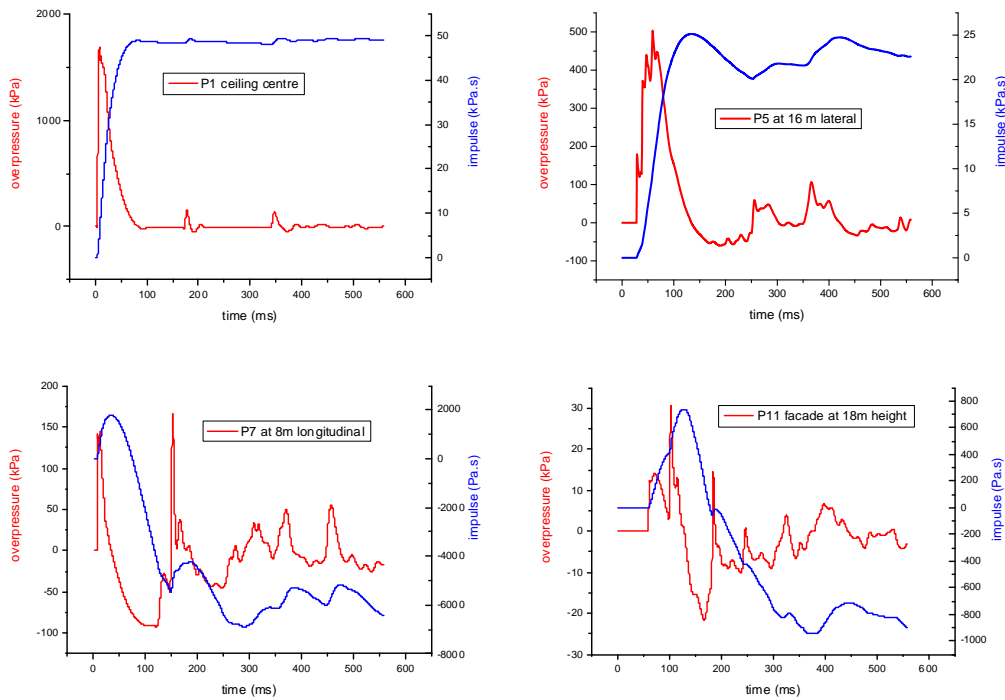 2000
1000
0
0
10
20
30
40
50
P1 ceiling centre
overpressure (kPa)
impulse (kPa.s)
0 100 200 300 400 500 600
time (ms)
500
400
300
200
100
0
-100
0
5
10
15
20
25
P5 at 16 m lateral
overpressure (kPa)
impulse (kPa.s)
0 100 200 300 400 500 600
time (ms)
200
150
100
50
0
-50
-100
2000
0
-2000
-4000
-6000
-8000
P7 at 8m longitudinal
overpressure (kPa)
impulse (Pa.s)
0 100 200 300 400 500 600
time (ms)
30
20
10
0
-10
-20
-30
800
600
400
200
0
-200
-400
-600
-800
-1000
P11 facade at 18m height
overpressure (kPa)
impulse (Pa.s)
0 100 200 300 400 500 600
time (ms)